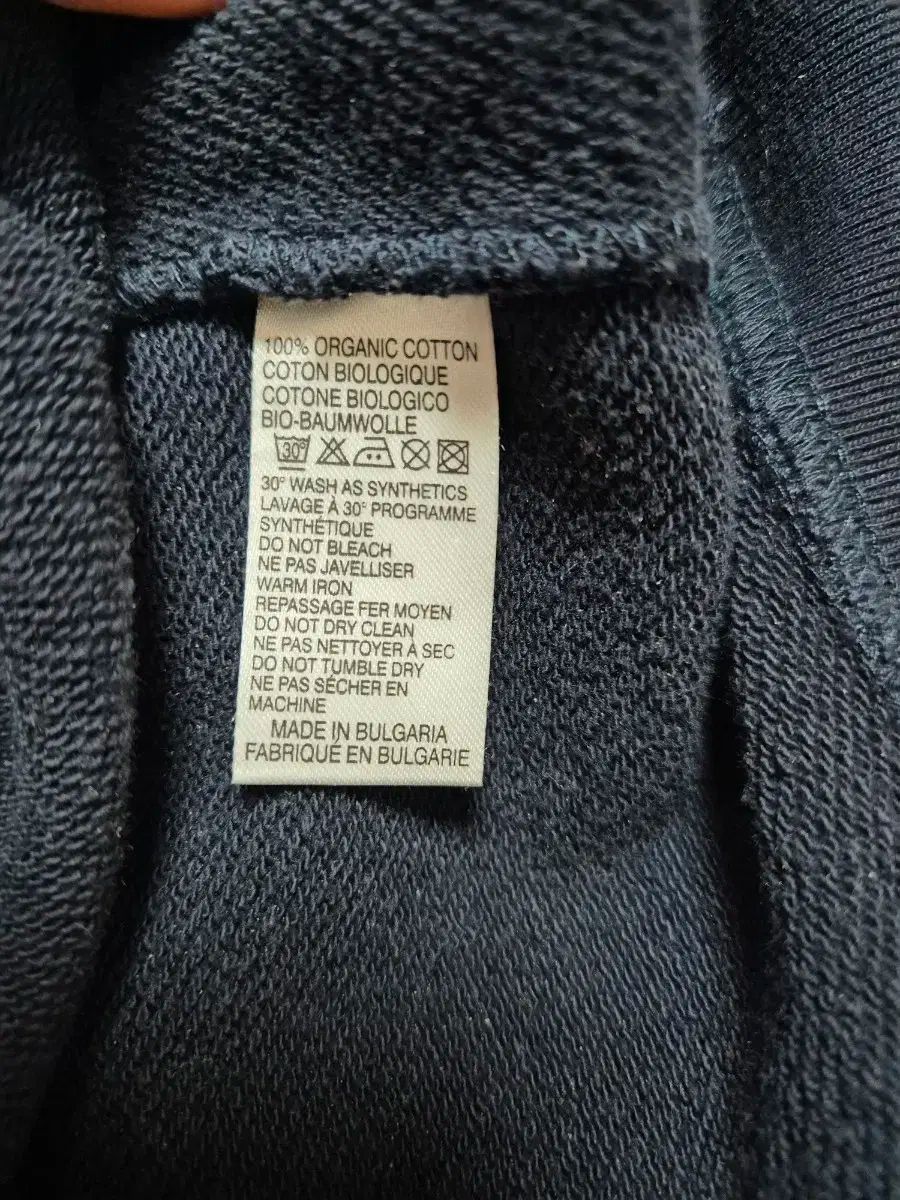 100% ORGANIC COTTON
COTON BIOLOGIQUE
COTONE BIOLOGICO
BIO-BAUMWOLLE
30°
30° WASH AS SYNTHETICS
LAVAGE À 30° PROGRAMME
SYNTHÉTIQUE
DO NOT BLEACH
NE PAS JAVELLISER
WARM IRON
REPASSAGE FER MOYEN
DO NOT DRY CLEAN
NE PAS NETTOYER A SEC
DO NOT TUMBLE DRY
NE PAS SÉCHER EN
MACHINE
MADE IN BULGARIA
FABRIQUE EN BULGARIE